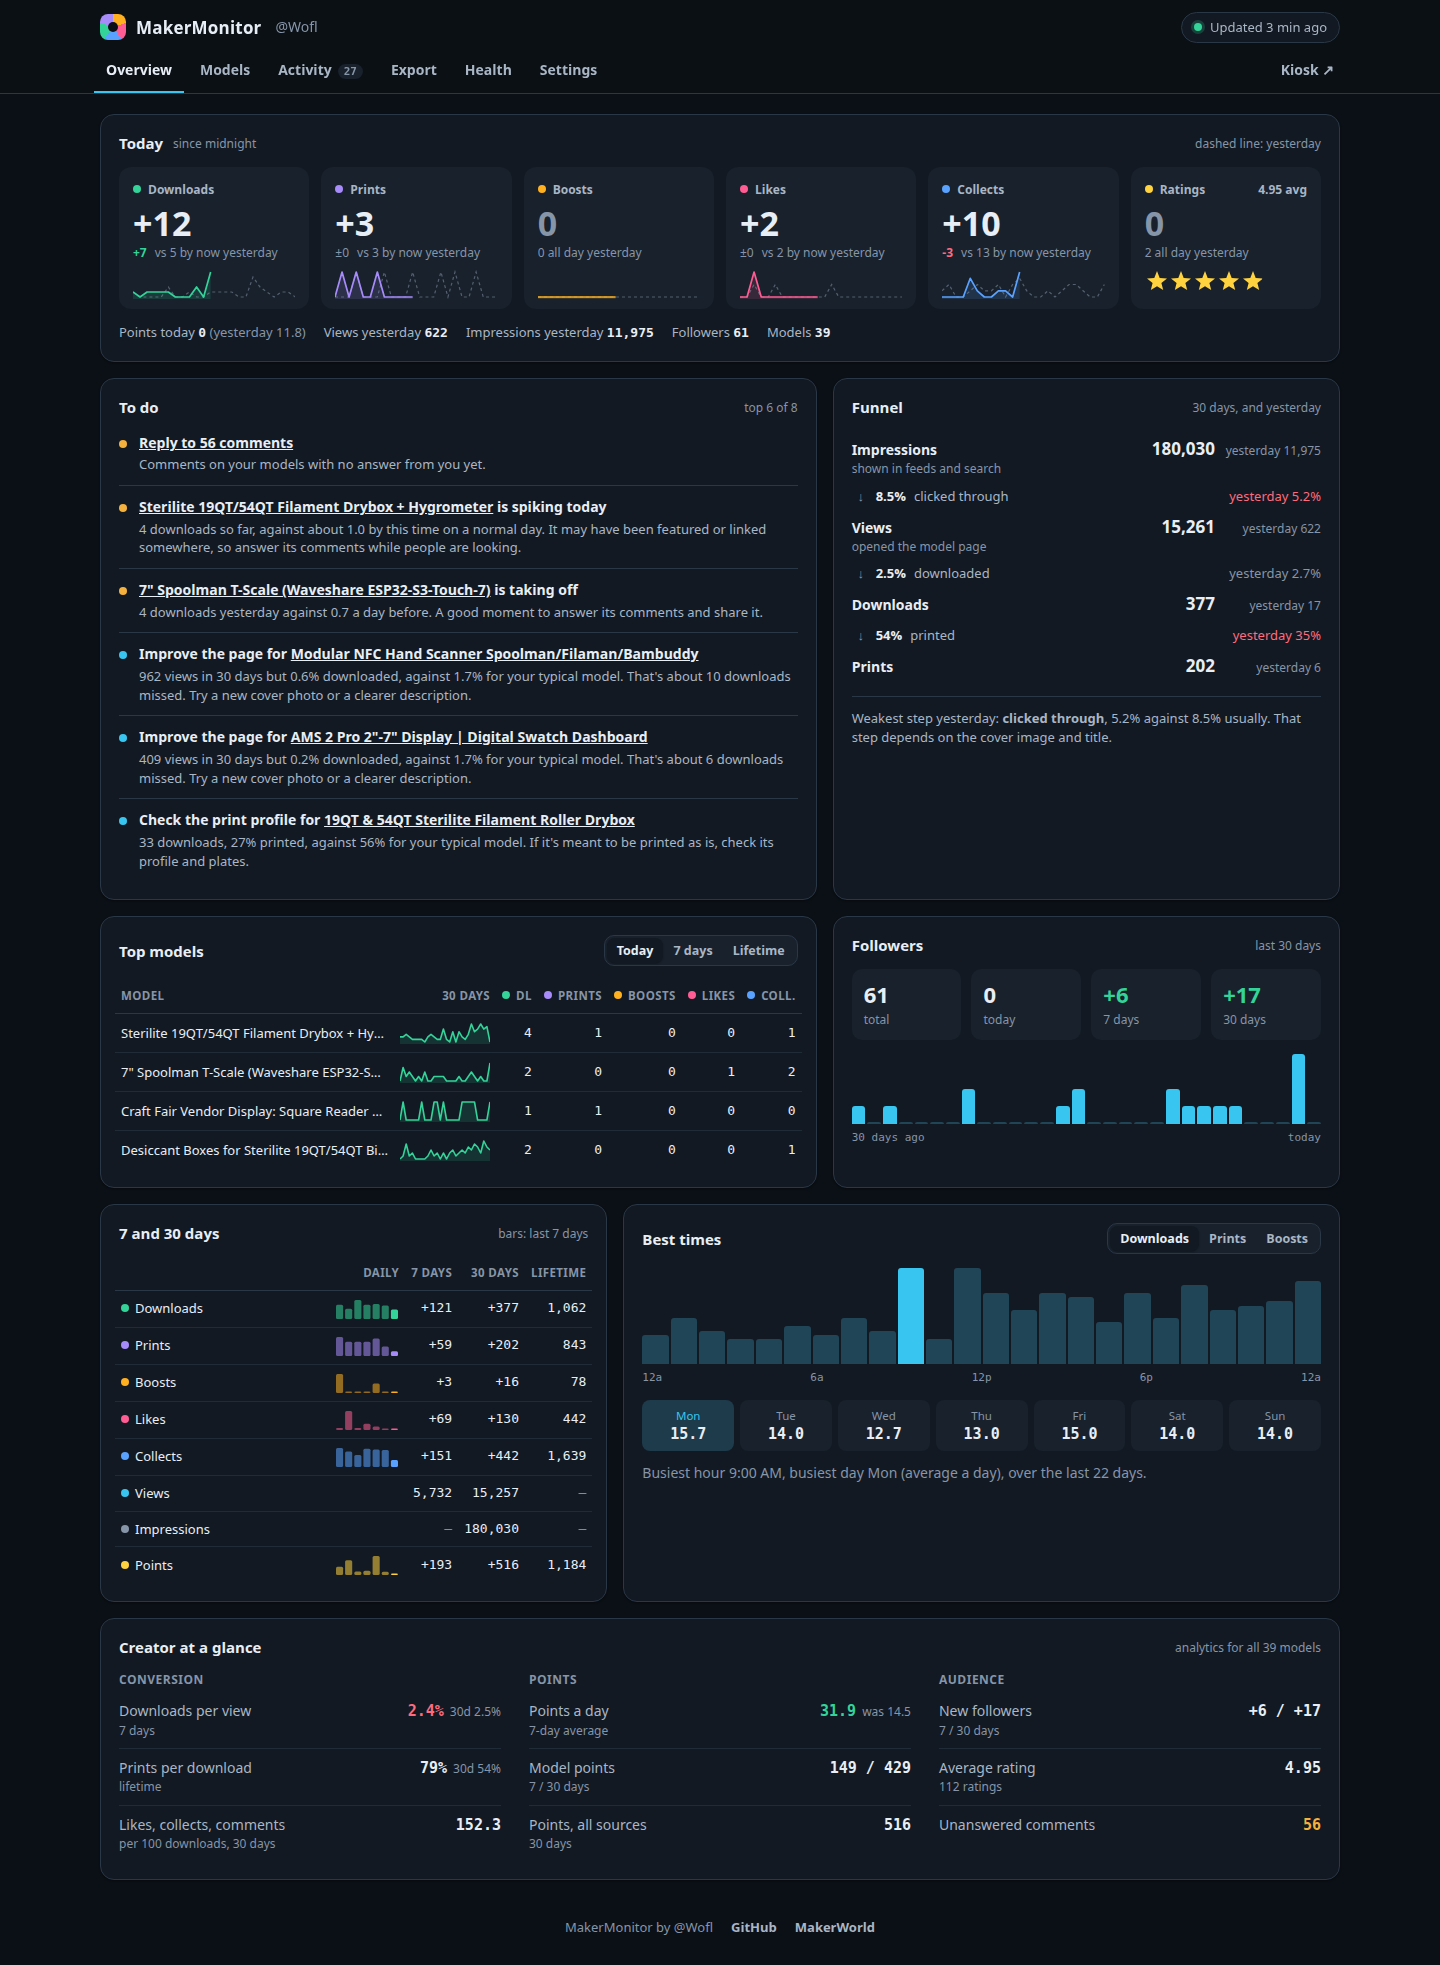 MakerMonitor @Wofl Updated 3 min ago
Overview Models Activity 27 Export Health Settings Kiosk ↗
Today since midnight dashed line: yesterday
Downloads Prints Boosts Likes Collects Ratings 4.95 avg
+12 +3 0 +2 +10 0
+7 vs 5 by now yesterday ±0 vs 3 by now yesterday 0 all day yesterday ±0 vs 2 by now yesterday -3 vs 13 by now yesterday 2 all day yesterday
Points today 0 (yesterday 11.8) Views yesterday 622 Impressions yesterday 11,975 Followers 61 Models 39
To do top 6 of 8
Reply to 56 comments
Comments on your models with no answer from you yet.
Sterilite 19QT/54QT Filament Drybox + Hygrometer is spiking today
4 downloads so far, against about 1.0 by this time on a normal day. It may have been featured or linked
somewhere, so answer its comments while people are looking.
7" Spoolman T-Scale (Waveshare ESP32-S3-Touch-7) is taking off
4 downloads yesterday against 0.7 a day before. A good moment to answer its comments and share it.
Improve the page for Modular NFC Hand Scanner Spoolman/Filaman/Bambuddy
962 views in 30 days but 0.6% downloaded, against 1.7% for your typical model. That's about 10 downloads
missed. Try a new cover photo or a clearer description.
Improve the page for AMS 2 Pro 2"-7" Display | Digital Swatch Dashboard
409 views in 30 days but 0.2% downloaded, against 1.7% for your typical model. That's about 6 downloads
missed. Try a new cover photo or a clearer description.
Check the print profile for 19QT & 54QT Sterilite Filament Roller Drybox
33 downloads, 27% printed, against 56% for your typical model. If it's meant to be printed as is, check its
profile and plates.
Funnel 30 days, and yesterday
Impressions 180,030 yesterday 11,975
shown in feeds and search
↓ 8.5% clicked through yesterday 5.2%
Views 15,261 yesterday 622
opened the model page
↓ 2.5% downloaded yesterday 2.7%
Downloads 377 yesterday 17
↓ 54% printed yesterday 35%
Prints 202 yesterday 6
Weakest step yesterday: clicked through, 5.2% against 8.5% usually. That
step depends on the cover image and title.
Top models Today 7 days Lifetime
MODEL 30 DAYS DL PRINTS BOOSTS LIKES COLL.
Sterilite 19QT/54QT Filament Drybox + Hy... 4 1 0 0 1
7" Spoolman T-Scale (Waveshare ESP32-S... 2 0 0 1 2
Craft Fair Vendor Display: Square Reader ... 1 1 0 0 0
Desiccant Boxes for Sterilite 19QT/54QT Bi... 2 0 0 0 1
Followers last 30 days
61 0 +6 +17
total today 7 days 30 days
30 days ago today
7 and 30 days bars: last 7 days
DAILY 7 DAYS 30 DAYS LIFETIME
Downloads +121 +377 1,062
Prints +59 +202 843
Boosts +3 +16 78
Likes +69 +130 442
Collects +151 +442 1,639
Views 5,732 15,257 –
Impressions – 180,030 –
Points +193 +516 1,184
Best times Downloads Prints Boosts
12a 6a 12p 6p 12a
Mon Tue Wed Thu Fri Sat Sun
15.7 14.0 12.7 13.0 15.0 14.0 14.0
Busiest hour 9:00 AM, busiest day Mon (average a day), over the last 22 days.
Creator at a glance analytics for all 39 models
CONVERSION
Downloads per view 2.4% 30d 2.5%
7 days
Prints per download 79% 30d 54%
lifetime
Likes, collects, comments 152.3
per 100 downloads, 30 days
POINTS
Points a day 31.9 was 14.5
7-day average
Model points 149 / 429
7 / 30 days
Points, all sources 516
30 days
AUDIENCE
New followers +6 / +17
7 / 30 days
Average rating 4.95
112 ratings
Unanswered comments 56
MakerMonitor by @Wofl GitHub MakerWorld